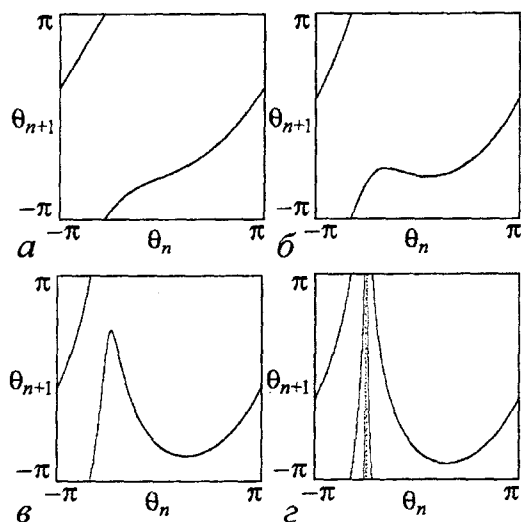 π π
θₙ₊₁ θₙ₊₁
−π −π
а −π θₙ π б −π θₙ π
π π
θₙ₊₁ θₙ₊₁
−π −π
в −π θₙ π г −π θₙ π